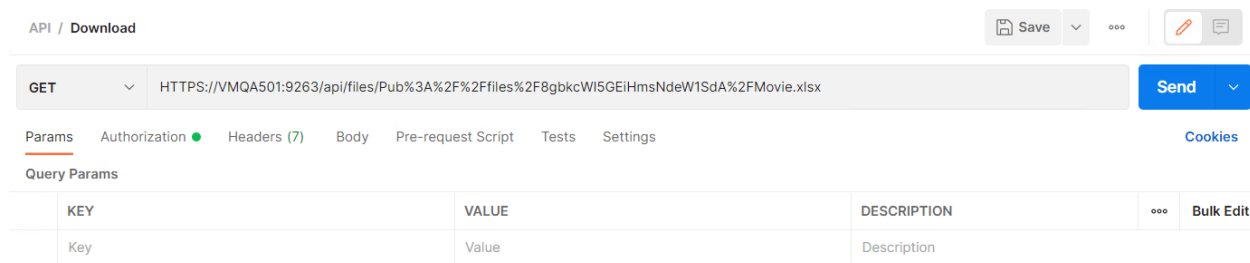 API / Download
Save
GET
HTTPS://VMQA501:9263/api/files/Pub%3A%2F%2Ffiles%2F8gbkcWI5GEiHmsNdeW1SdA%2FMovie.xlsx
Send
Params Authorization Headers (7) Body Pre-request Script Tests Settings Cookies
Query Params
KEY VALUE DESCRIPTION Bulk Edit
Key Value Description